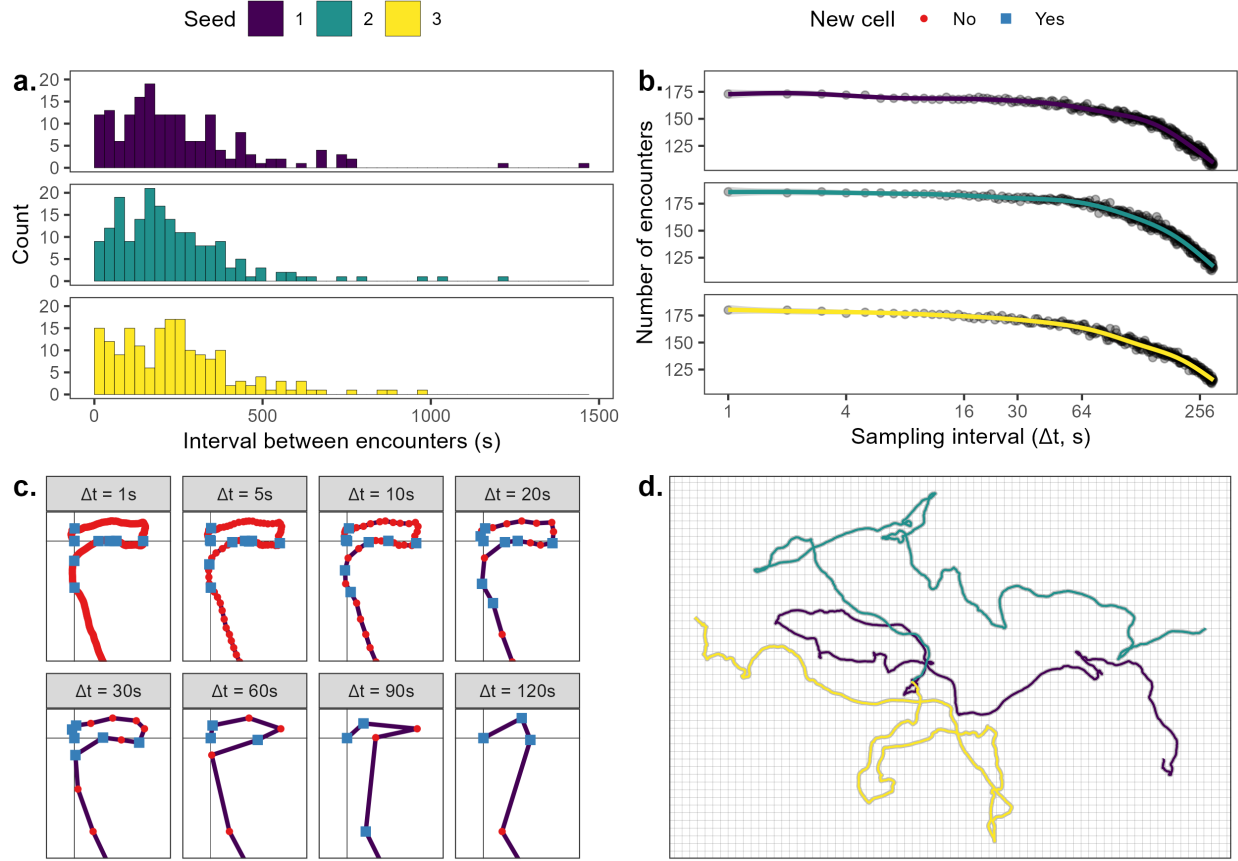 Seed 1 2 3
New cell No Yes
a.
20
15
10
5
0
20
15
10
5
0
20
15
10
5
0
Count
0 500 1000 1500
Interval between encounters (s)
b.
175
150
125
175
150
125
175
150
125
Number of encounters
1 4 16 30 64 256
Sampling interval (Δt, s)
c.
Δt = 1s Δt = 5s Δt = 10s Δt = 20s
Δt = 30s Δt = 60s Δt = 90s Δt = 120s
d.